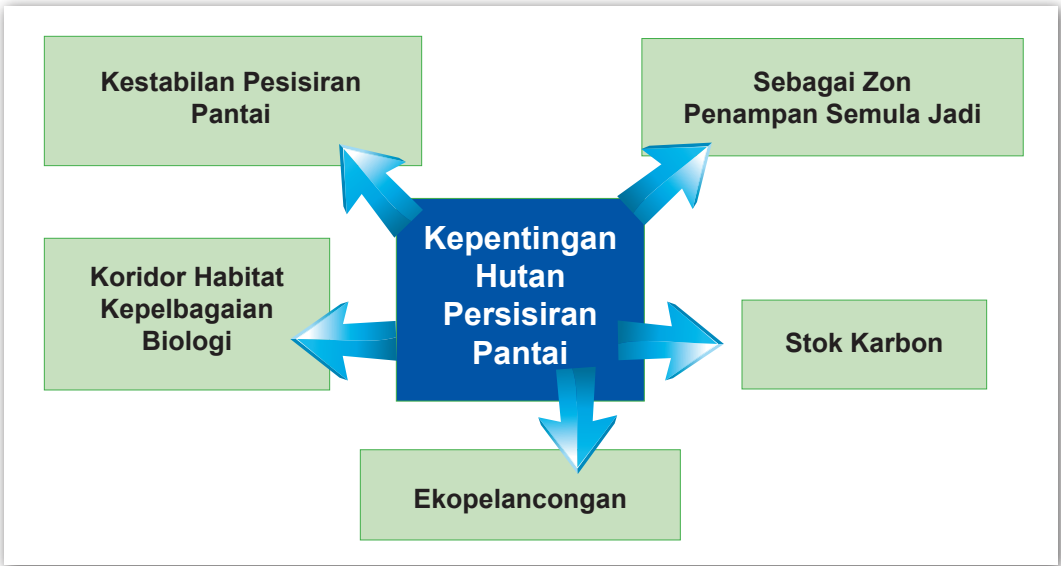 Kestabilan Pesisiran
Pantai
Sebagai Zon
Penampan Semula Jadi
Kepentingan
Hutan
Persisiran
Pantai
Koridor Habitat
Kepelbagaian
Biologi
Stok Karbon
Ekopelancongan